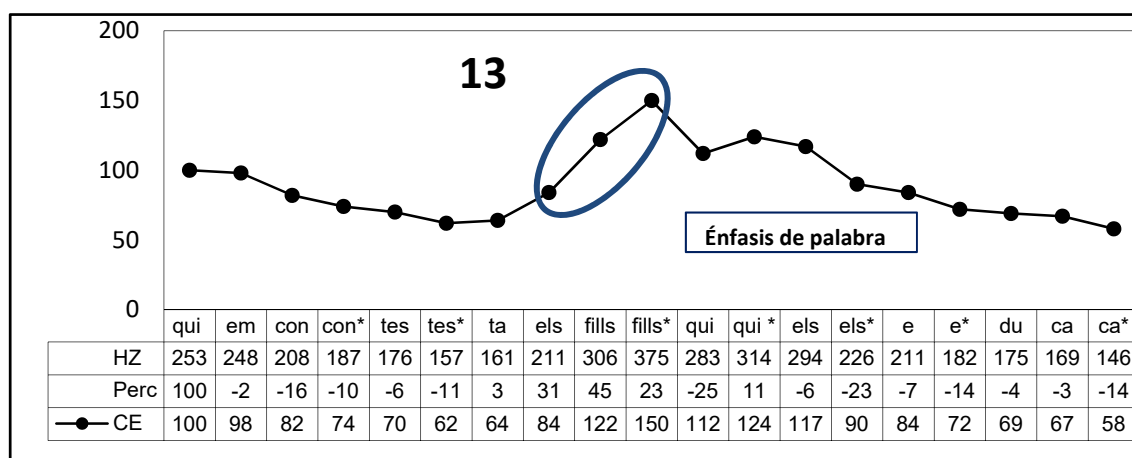 200
13
150
100
Énfasis de palabra
50
0
qui em con con* tes tes* ta els fills fills* qui qui * els els* e e* du ca ca*
HZ 253 248 208 187 176 157 161 211 306 375 283 314 294 226 211 182 175 169 146
Perc 100 -2 -16 -10 -6 -11 3 31 45 23 -25 11 -6 -23 -7 -14 -4 -3 -14
CE 100 98 82 74 70 62 64 84 122 150 112 124 117 90 84 72 69 67 58